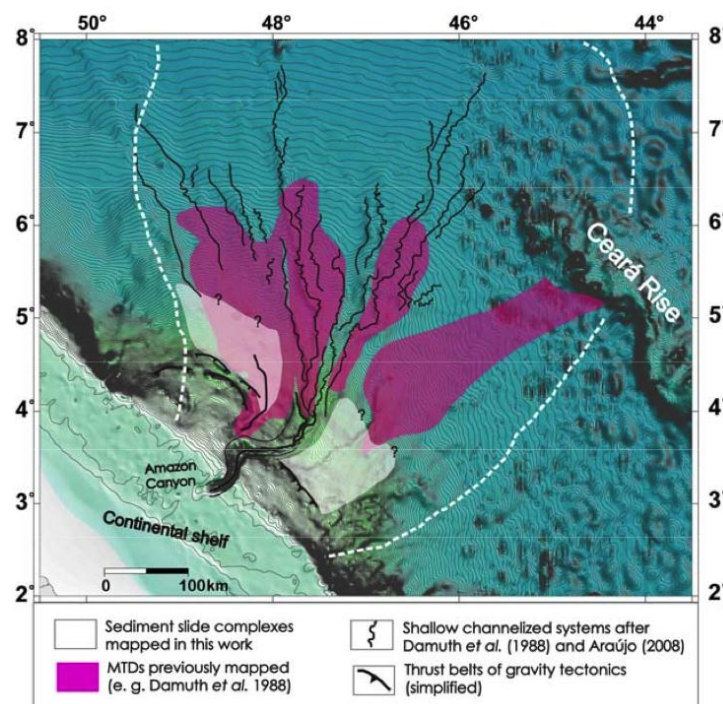 50° 48° 46° 44°
8° 8°
7° 7°
6° 6°
Ceará Rise
5° 5°
? ?
4° 4°
?
?
Amazon
Canyon
3° 3°
Continental shelf
0 100km
2° 2°
Sediment slide complexes
mapped in this work
MTDs previously mapped
(e. g. Damuth et al. 1988)
Shallow channelized systems after
Damuth et al. (1988) and Araújo (2008)
Thrust belts of gravity tectonics
(simplified)